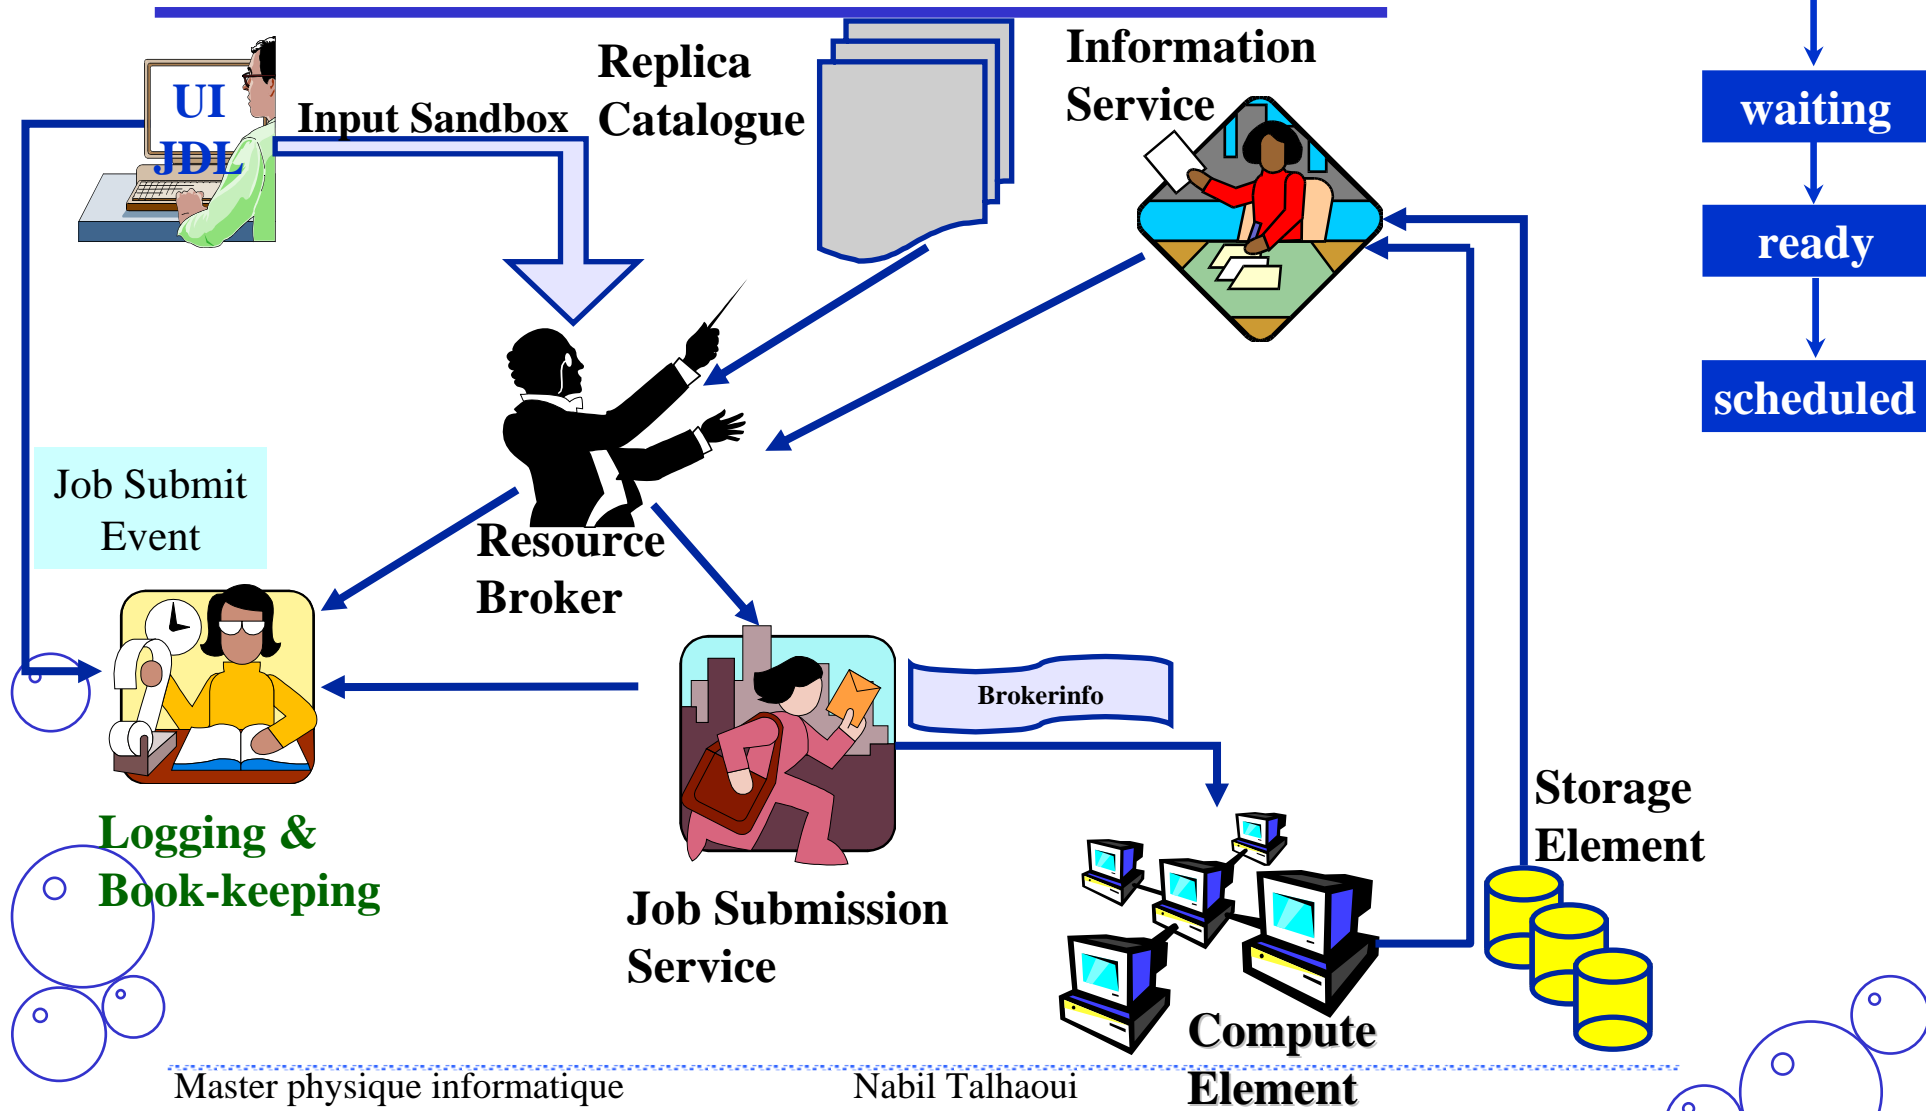 UI
JDL
Input Sandbox
Replica
Catalogue
Information
Service
waiting
ready
scheduled
Job Submit
Event
Resource
Broker
Brokerinfo
Storage
Element
Logging &
Book-keeping
Job Submission
Service
Compute
Element
Master physique informatique
Nabil Talhaoui